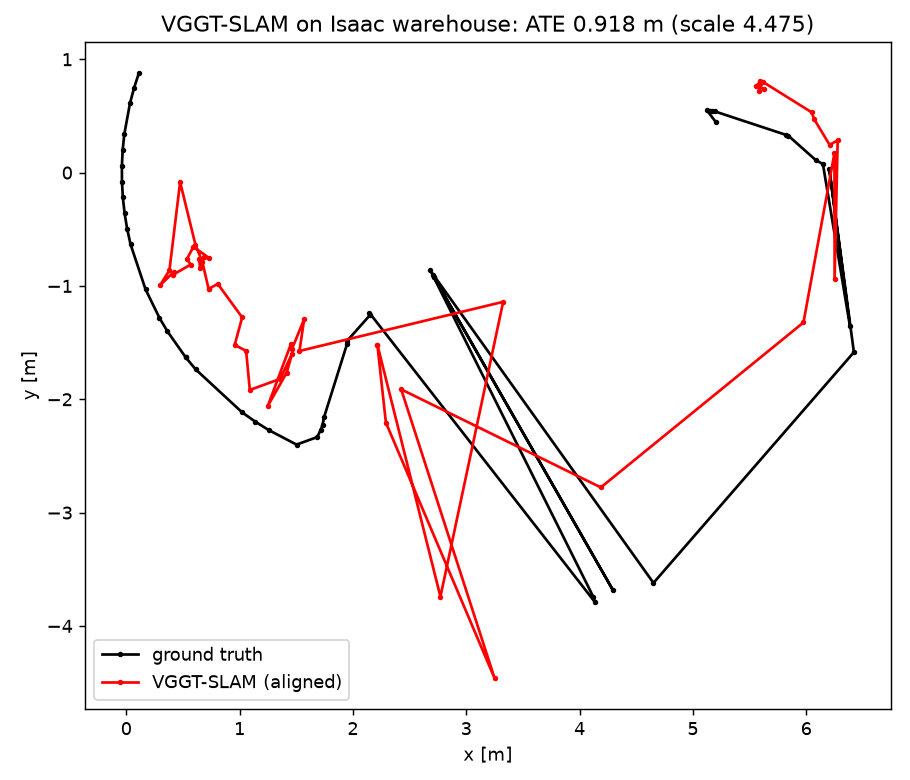 VGGT-SLAM on Isaac warehouse: ATE 0.918 m (scale 4.475)
1
0
−1
−2
−3
−4
y [m]
0 1 2 3 4 5 6
x [m]
ground truth
VGGT-SLAM (aligned)